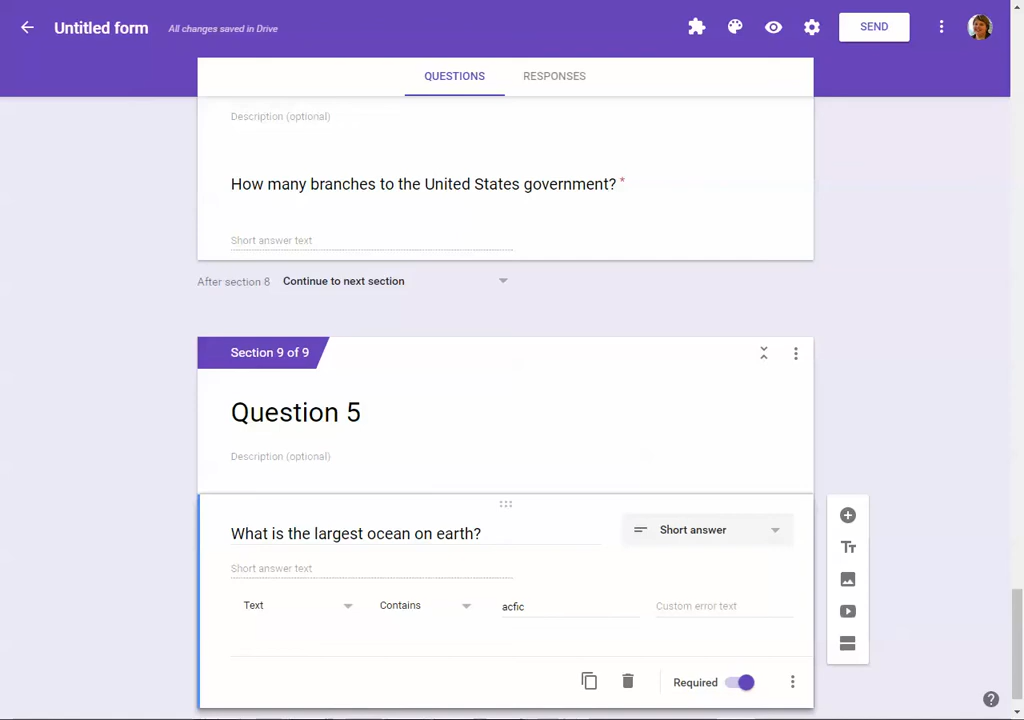 Untitled form
All changes saved in Drive
SEND
QUESTIONS
RESPONSES
Description (optional)
How many branches to the United States government? *
Short answer text
After section 8 Continue to next section
Section 9 of 9
Question 5
Description (optional)
What is the largest ocean on earth?
Short answer
Short answer text
Text Contains acfic Custom error text
Required